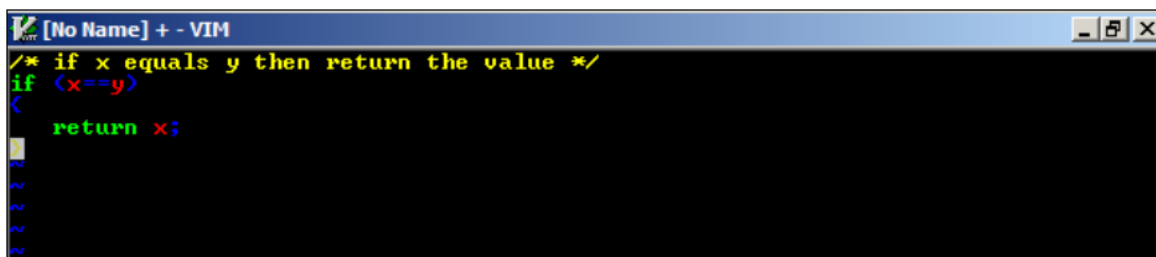 [No Name] + - VIM
/* if x equals y then return the value */
if (x==y)
{
   return x;
}
~
~
~
~
~